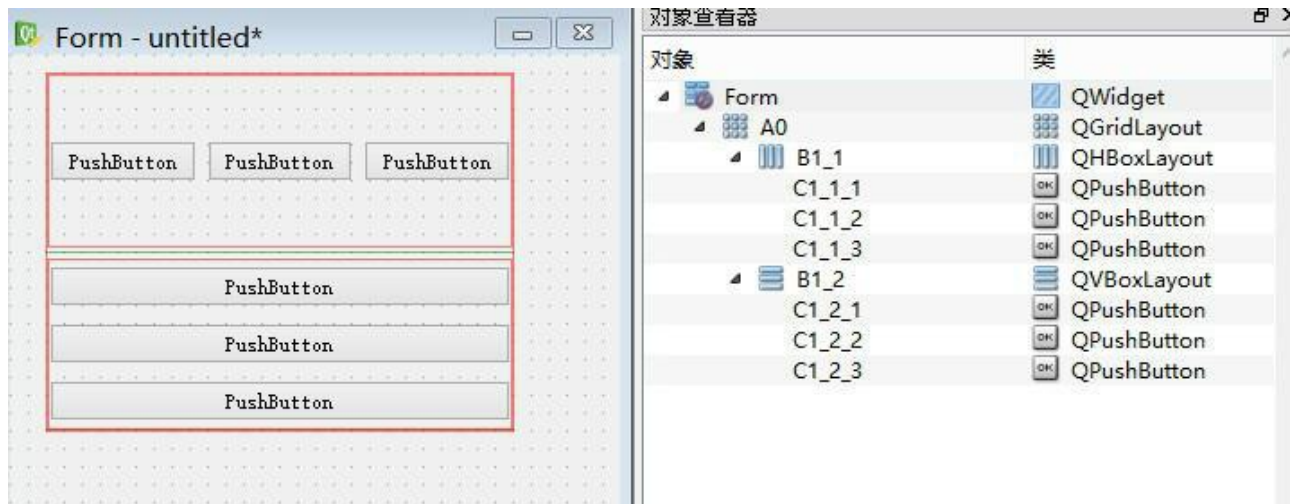 Form - untitled*
PushButton PushButton PushButton
PushButton
PushButton
PushButton
对象查看器
对象 类
Form QWidget
A0 QGridLayout
B1_1 QHBoxLayout
C1_1_1 QPushButton
C1_1_2 QPushButton
C1_1_3 QPushButton
B1_2 QVBoxLayout
C1_2_1 QPushButton
C1_2_2 QPushButton
C1_2_3 QPushButton